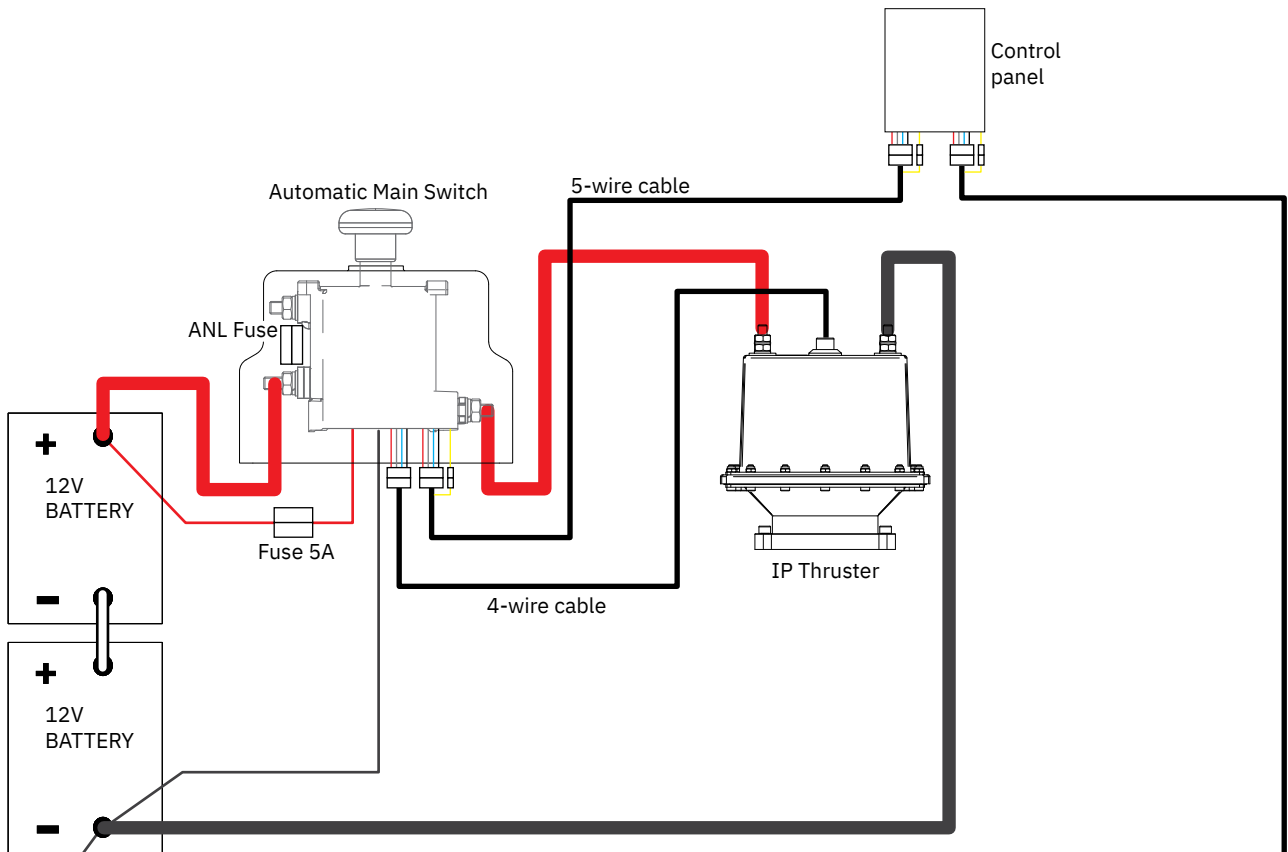 Control
panel
5-wire cable
Automatic Main Switch
ANL Fuse
+
12V
BATTERY
Fuse 5A
-
IP Thruster
4-wire cable
+
12V
BATTERY
-